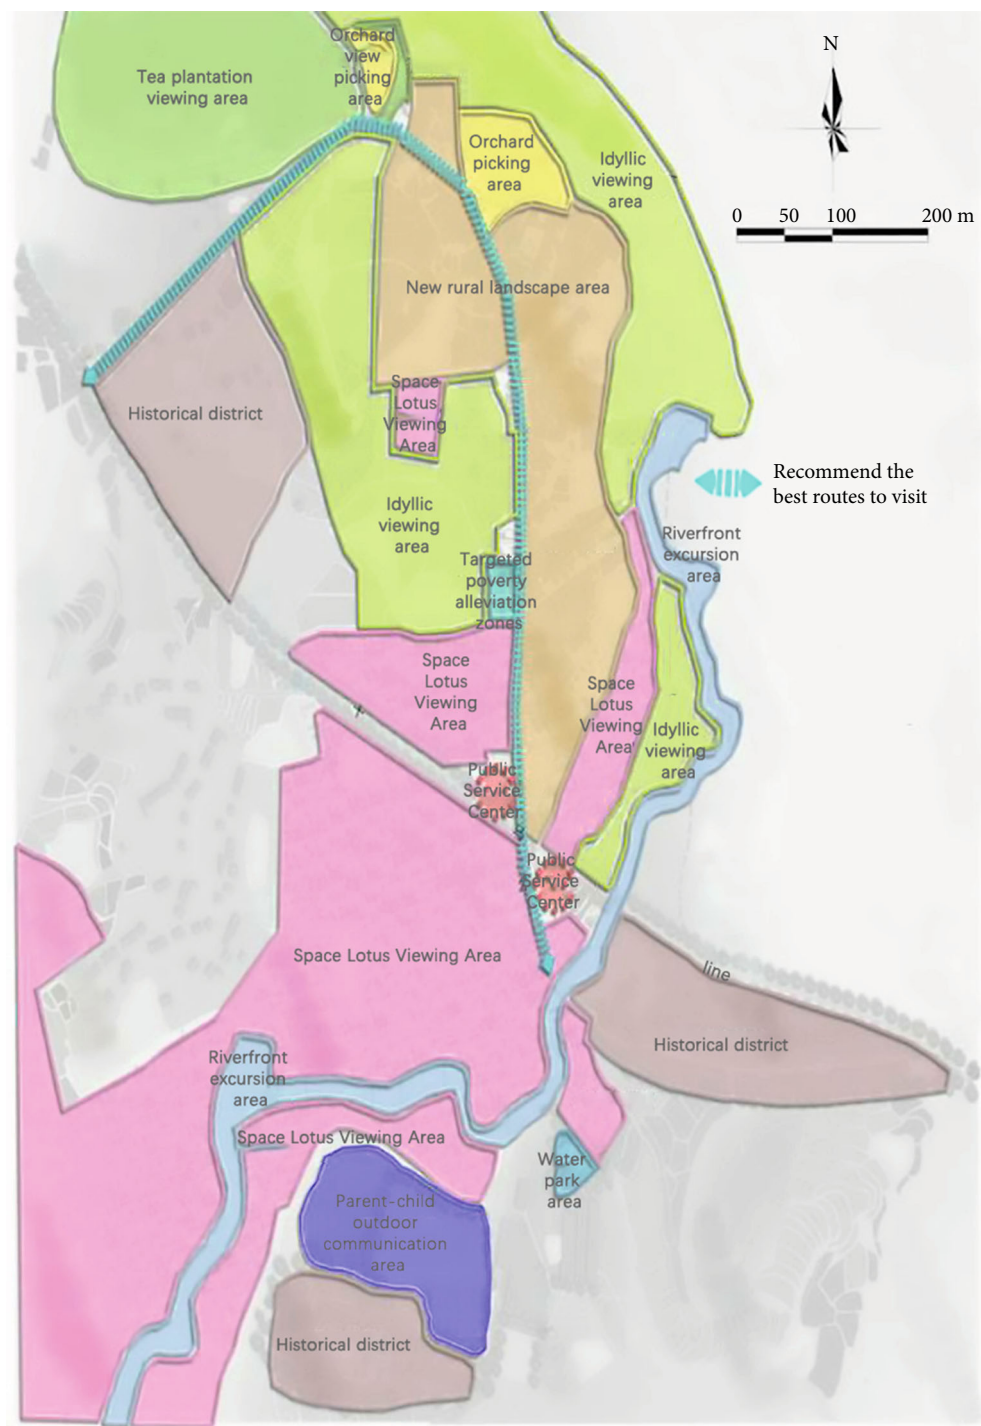 Orchard
view
picking
area
Tea plantation
viewing area
N
Orchard
picking
area
Idyllic
viewing
area
0 50 100 200 m
New rural landscape area
Space
Lotus
Viewing
Area
Historical district
Recommend the
best routes to visit
Idyllic
viewing
area
Riverfront
excursion
area
Targeted
poverty
alleviation
zones
Space
Lotus
Viewing
Area
Space
Lotus
Viewing
Area
Idyllic
viewing
area
Public
Service
Center
Public
Service
Center
Space Lotus Viewing Area
line
Historical district
Riverfront
excursion
area
Space Lotus Viewing Area
Water
park
area
Parent-child
outdoor
communication
area
Historical district